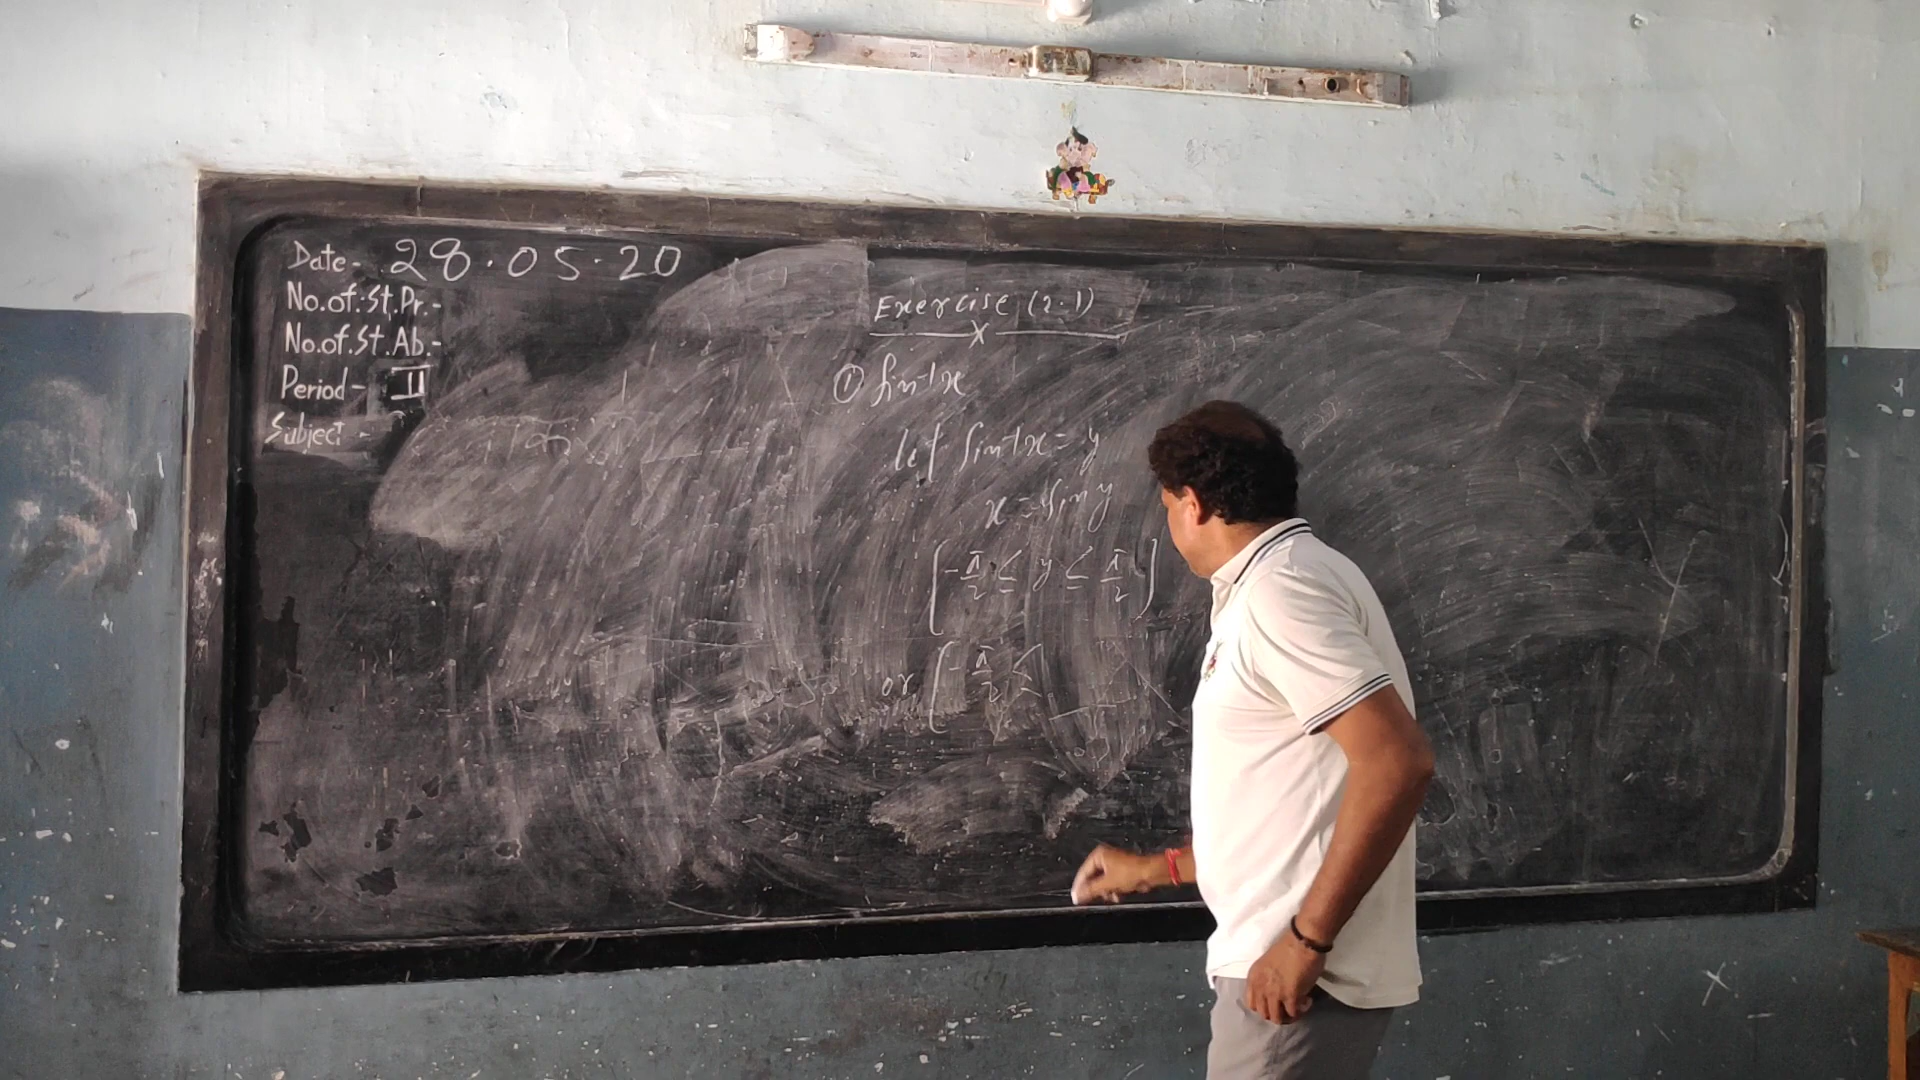 Date - 28.05.20
No.of.St.Pr.-
No.of.St.Ab.-
Period - II
Subject -
Exercise (2.1)
① Sin-1x
let Sin-1x = y
x = Sin y
[-π/2 ≤ y ≤ π/2]
or [-π/2 ≤